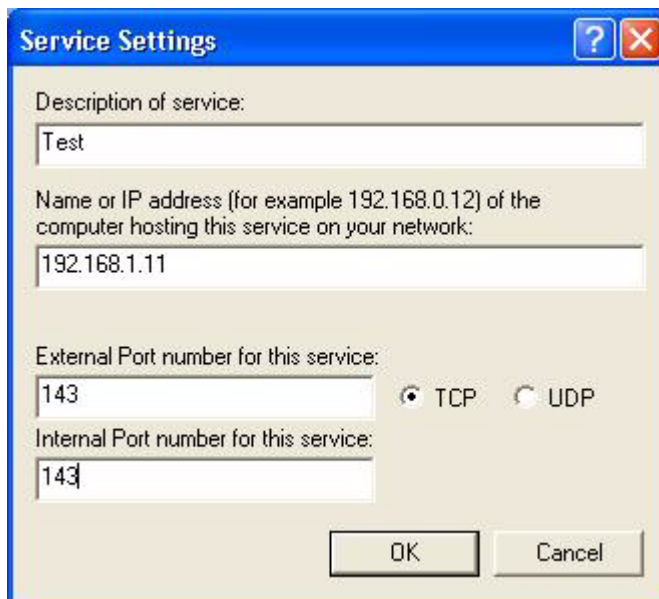 Service Settings
Description of service:
Test
Name or IP address (for example 192.168.0.12) of the
computer hosting this service on your network:
192.168.1.11
External Port number for this service:
143 TCP UDP
Internal Port number for this service:
143
OK Cancel